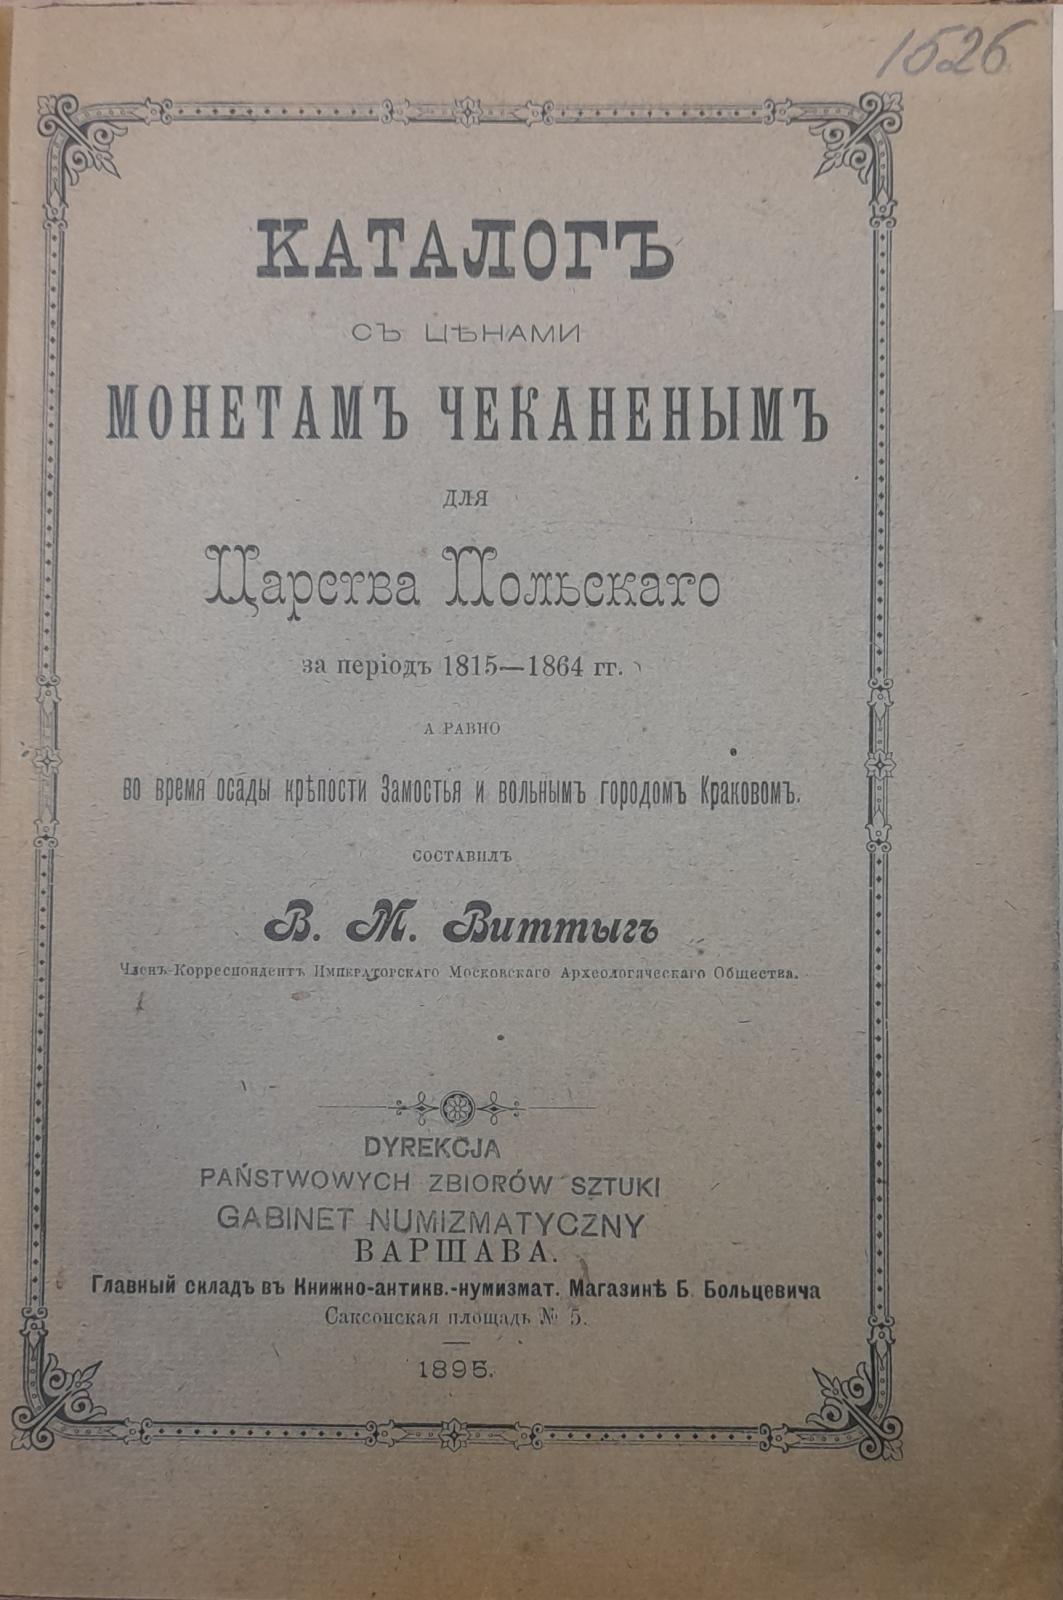 1526
КАТАЛОГЪ
СЪ ЦѢНАМИ
МОНЕТАМЪ ЧЕКАНЕНЫМЪ
ДЛЯ
Царства Польскаго
за періодъ 1815—1864 гг.
А РАВНО
во время осады крѣпости Замостья и вольнымъ городомъ Краковомъ.
СОСТАВИЛЪ
В. М. Виттыгъ
Членъ-Корреспондентъ Императорскаго Московскаго Археологическаго Общества.
DYREKCJA
PAŃSTWOWYCH ZBIORÓW SZTUKI
GABINET NUMIZMATYCZNY
ВАРШАВА.
Главный складъ въ Книжно-антикв.-нумизмат. Магазинѣ Б. Больцевича
Саксонская площадь № 5.
1895.